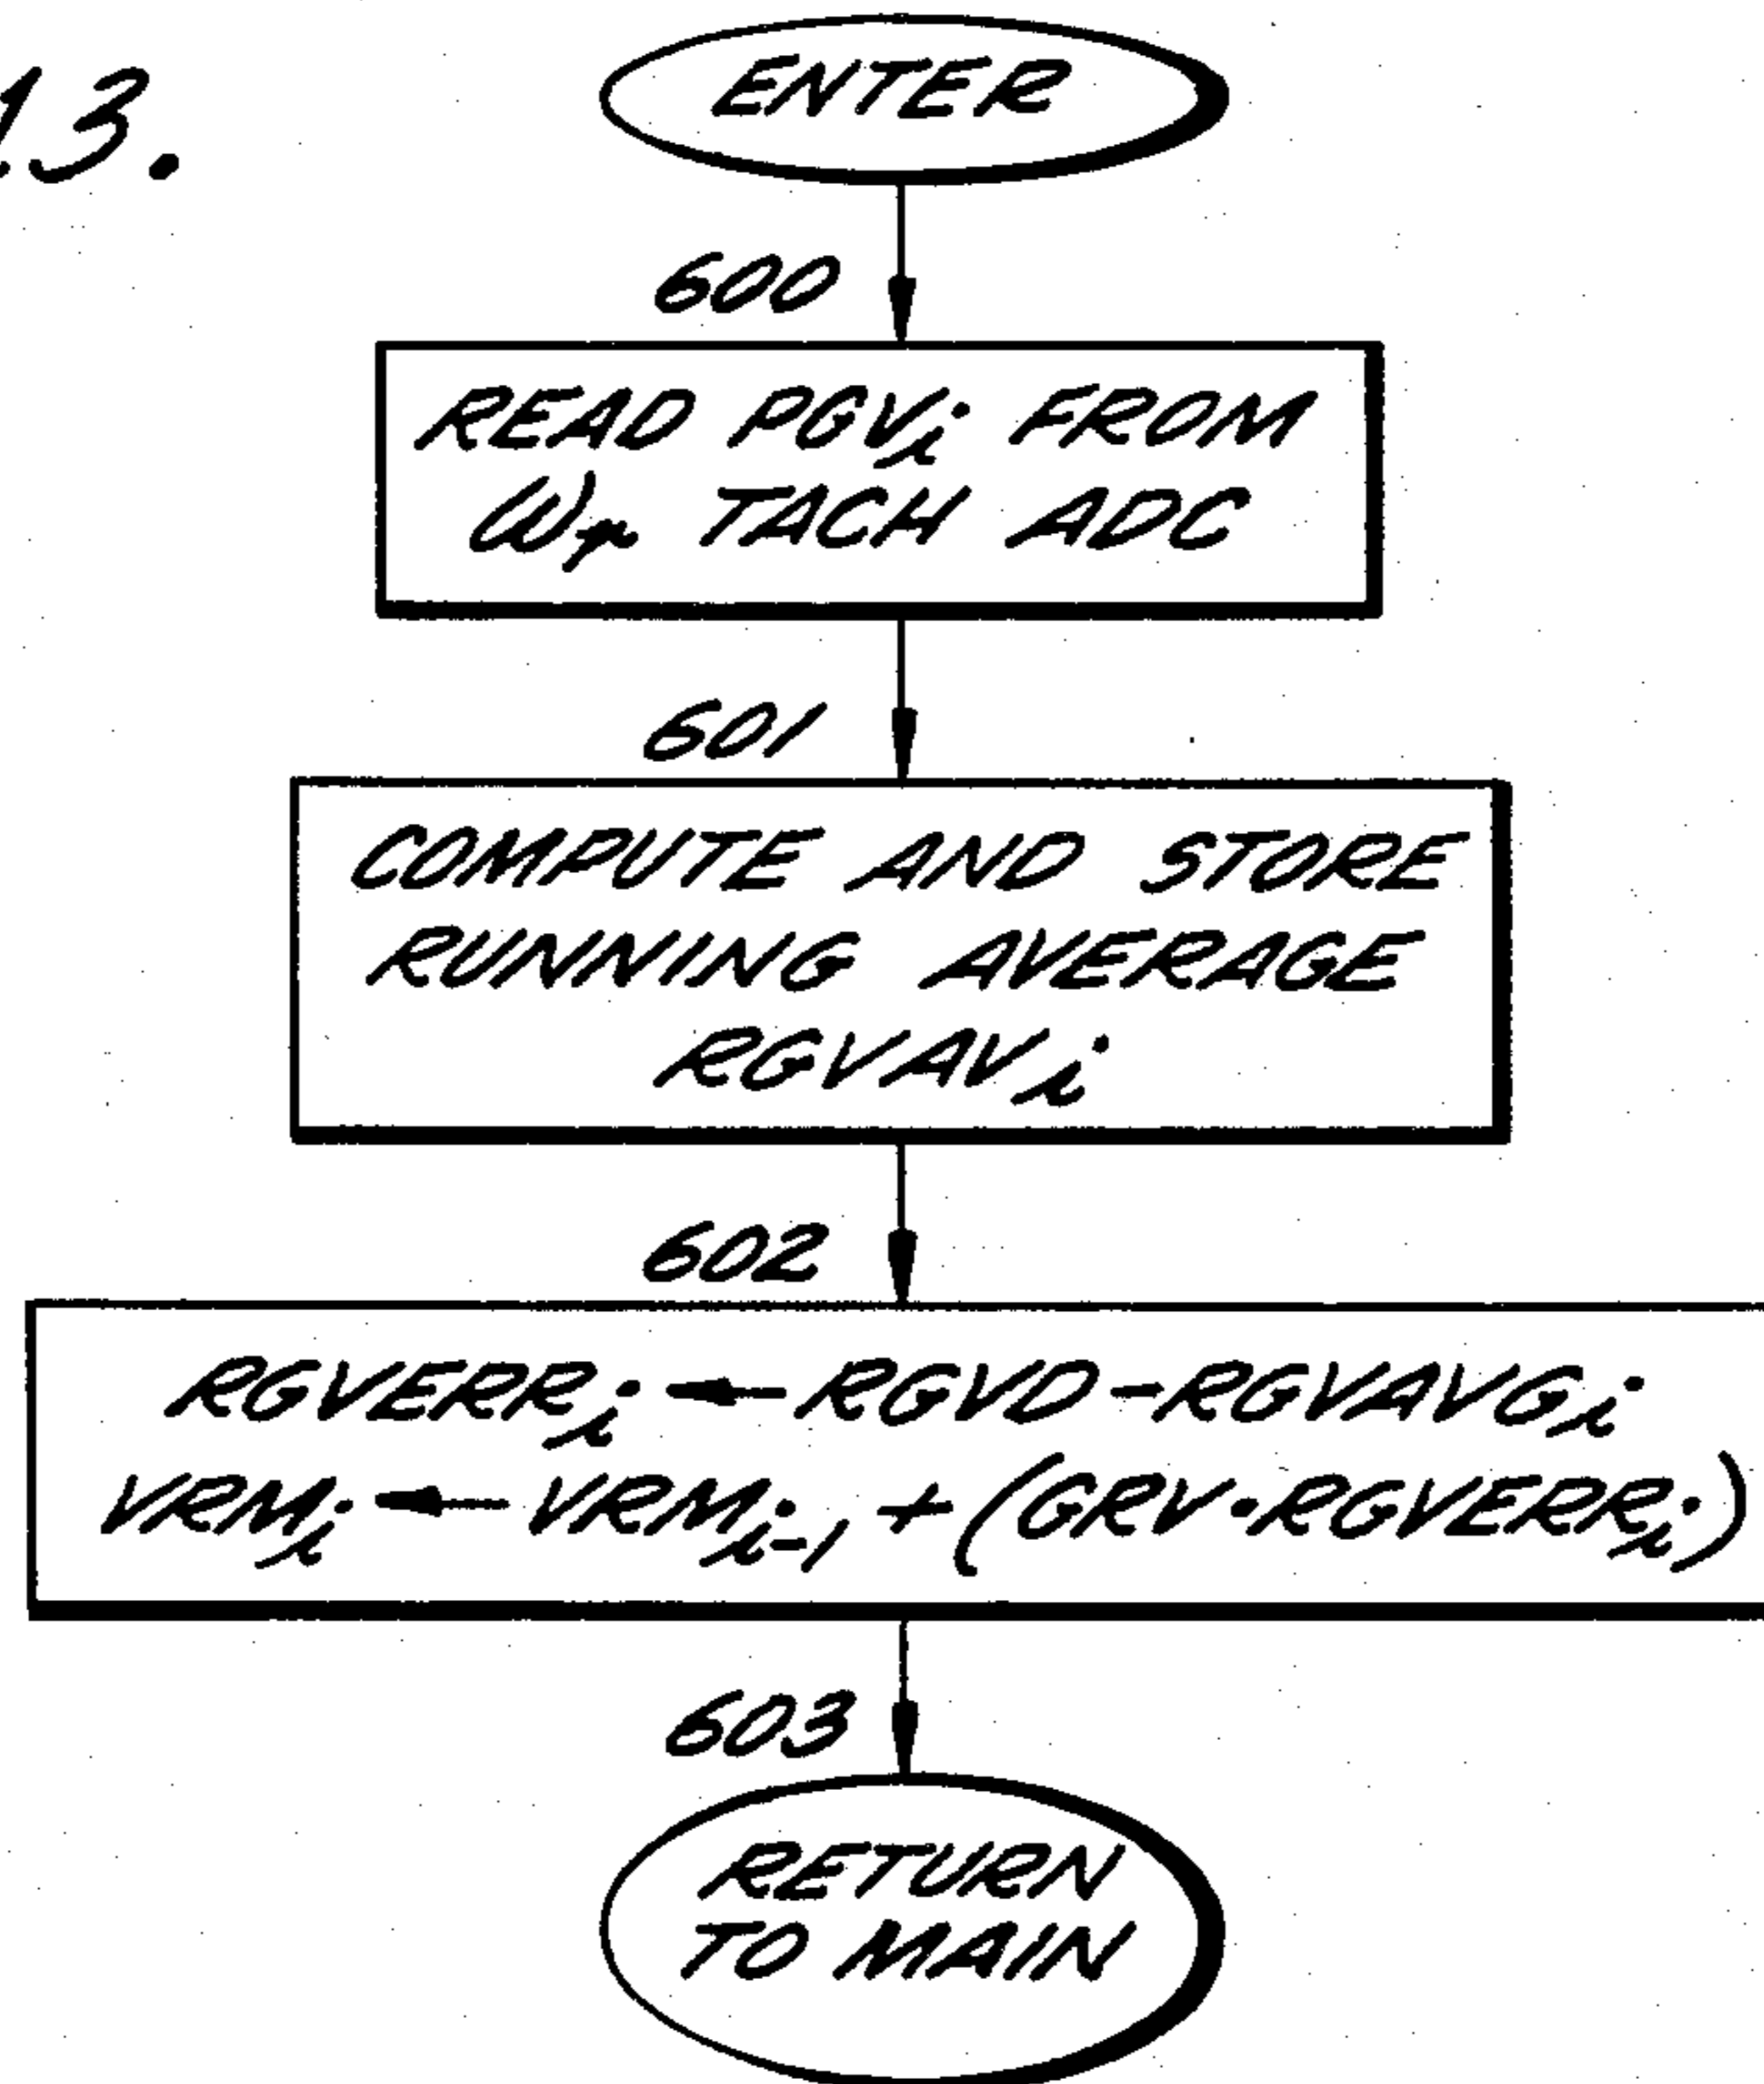 13.
ENTER
600
READ PGVi FROM
Wr TACH ADC
601
COMPUTE AND STORE
RUNNING AVERAGE
RGVAVi
602
RGVERRi ← RGVD-RGVAVGi
VRMi ← VRMi-1 + (GRV·RGVERRi)
603
RETURN
TO MAIN